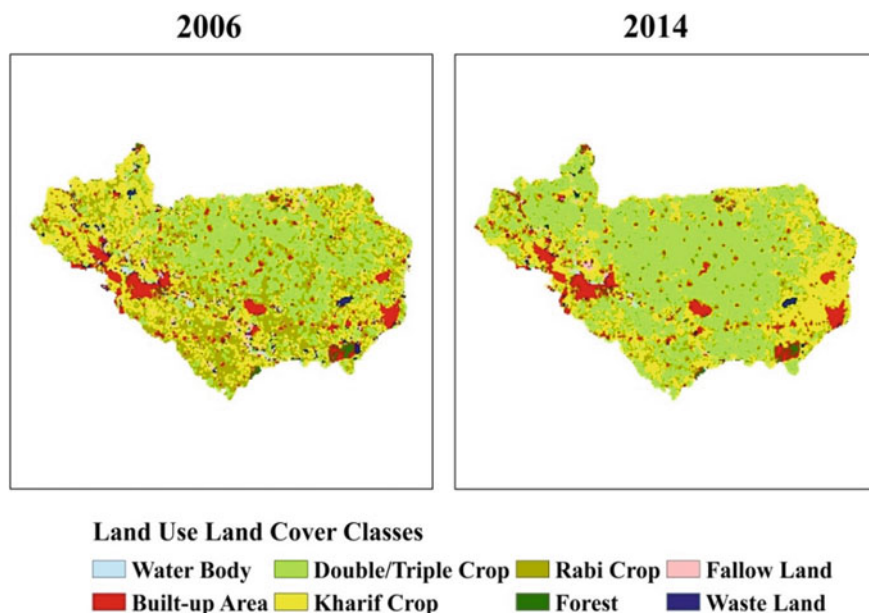 2006 2014
Land Use Land Cover Classes
Water Body Double/Triple Crop Rabi Crop Fallow Land
Built-up Area Kharif Crop Forest Waste Land